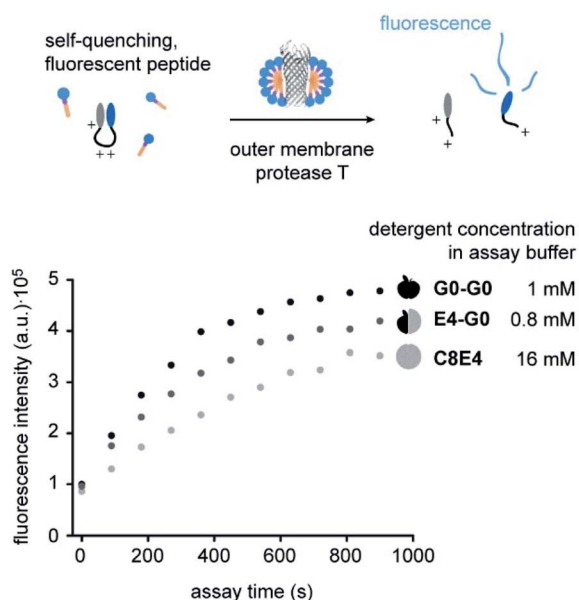 fluorescence
self-quenching,
fluorescent peptide
+
++
outer membrane
protease T
+
+
+
+
detergent concentration
in assay buffer
G0-G0 1 mM
E4-G0 0.8 mM
C8E4 16 mM
fluorescence intensity (a.u.)·10⁵
5
4
3
2
1
0
0 200 400 600 800 1000
assay time (s)